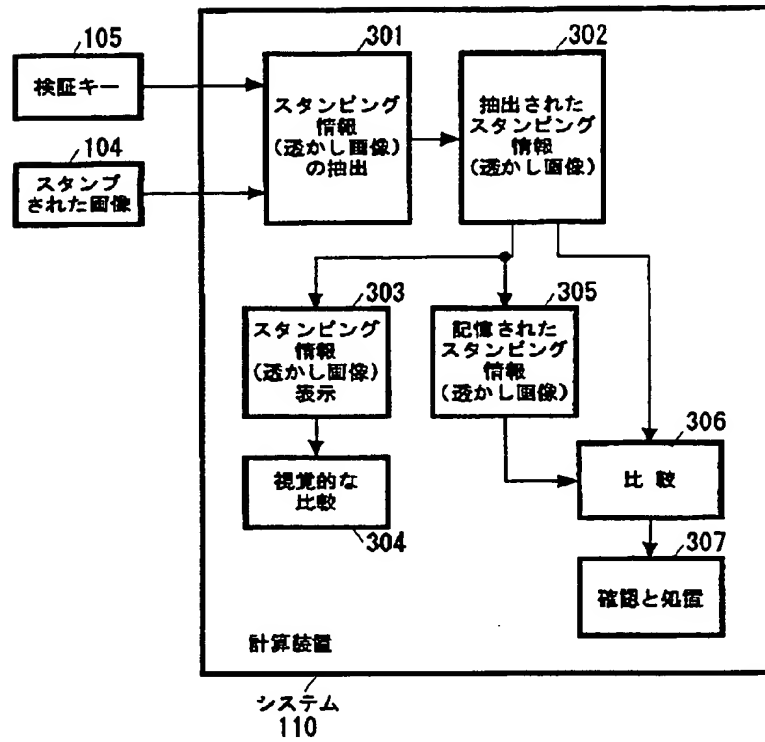 105
検証キー
104
スタンプ
された画像
301
スタンピング
情報
(透かし画像)
の抽出
302
抽出された
スタンピング
情報
(透かし画像)
303
スタンピング
情報
(透かし画像)
表示
305
記憶された
スタンピング
情報
(透かし画像)
視覚的な
比較
304
306
比較
307
確認と処置
計算装置
システム
110